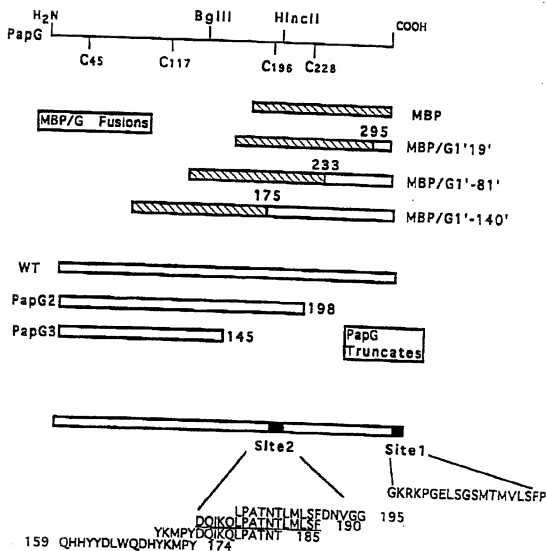 H2N
BglII
HincII
COOH
PapG
C45
C117
C196
C228
MBP/G Fusions
MBP
295
MBP/G1'19'
233
MBP/G1'-81'
175
MBP/G1'-140'
WT
PapG2
198
PapG3
145
PapG
Truncates
Site2
Site1
GKRKPGELSGSMTMVLSFP
LPATNTLMLSFDNVGG 195
DQIKQLPATNTLMLSF 190
YKMPYDQIKQLPATNT 185
159 QHHYYDLWQDHYKMPY 174